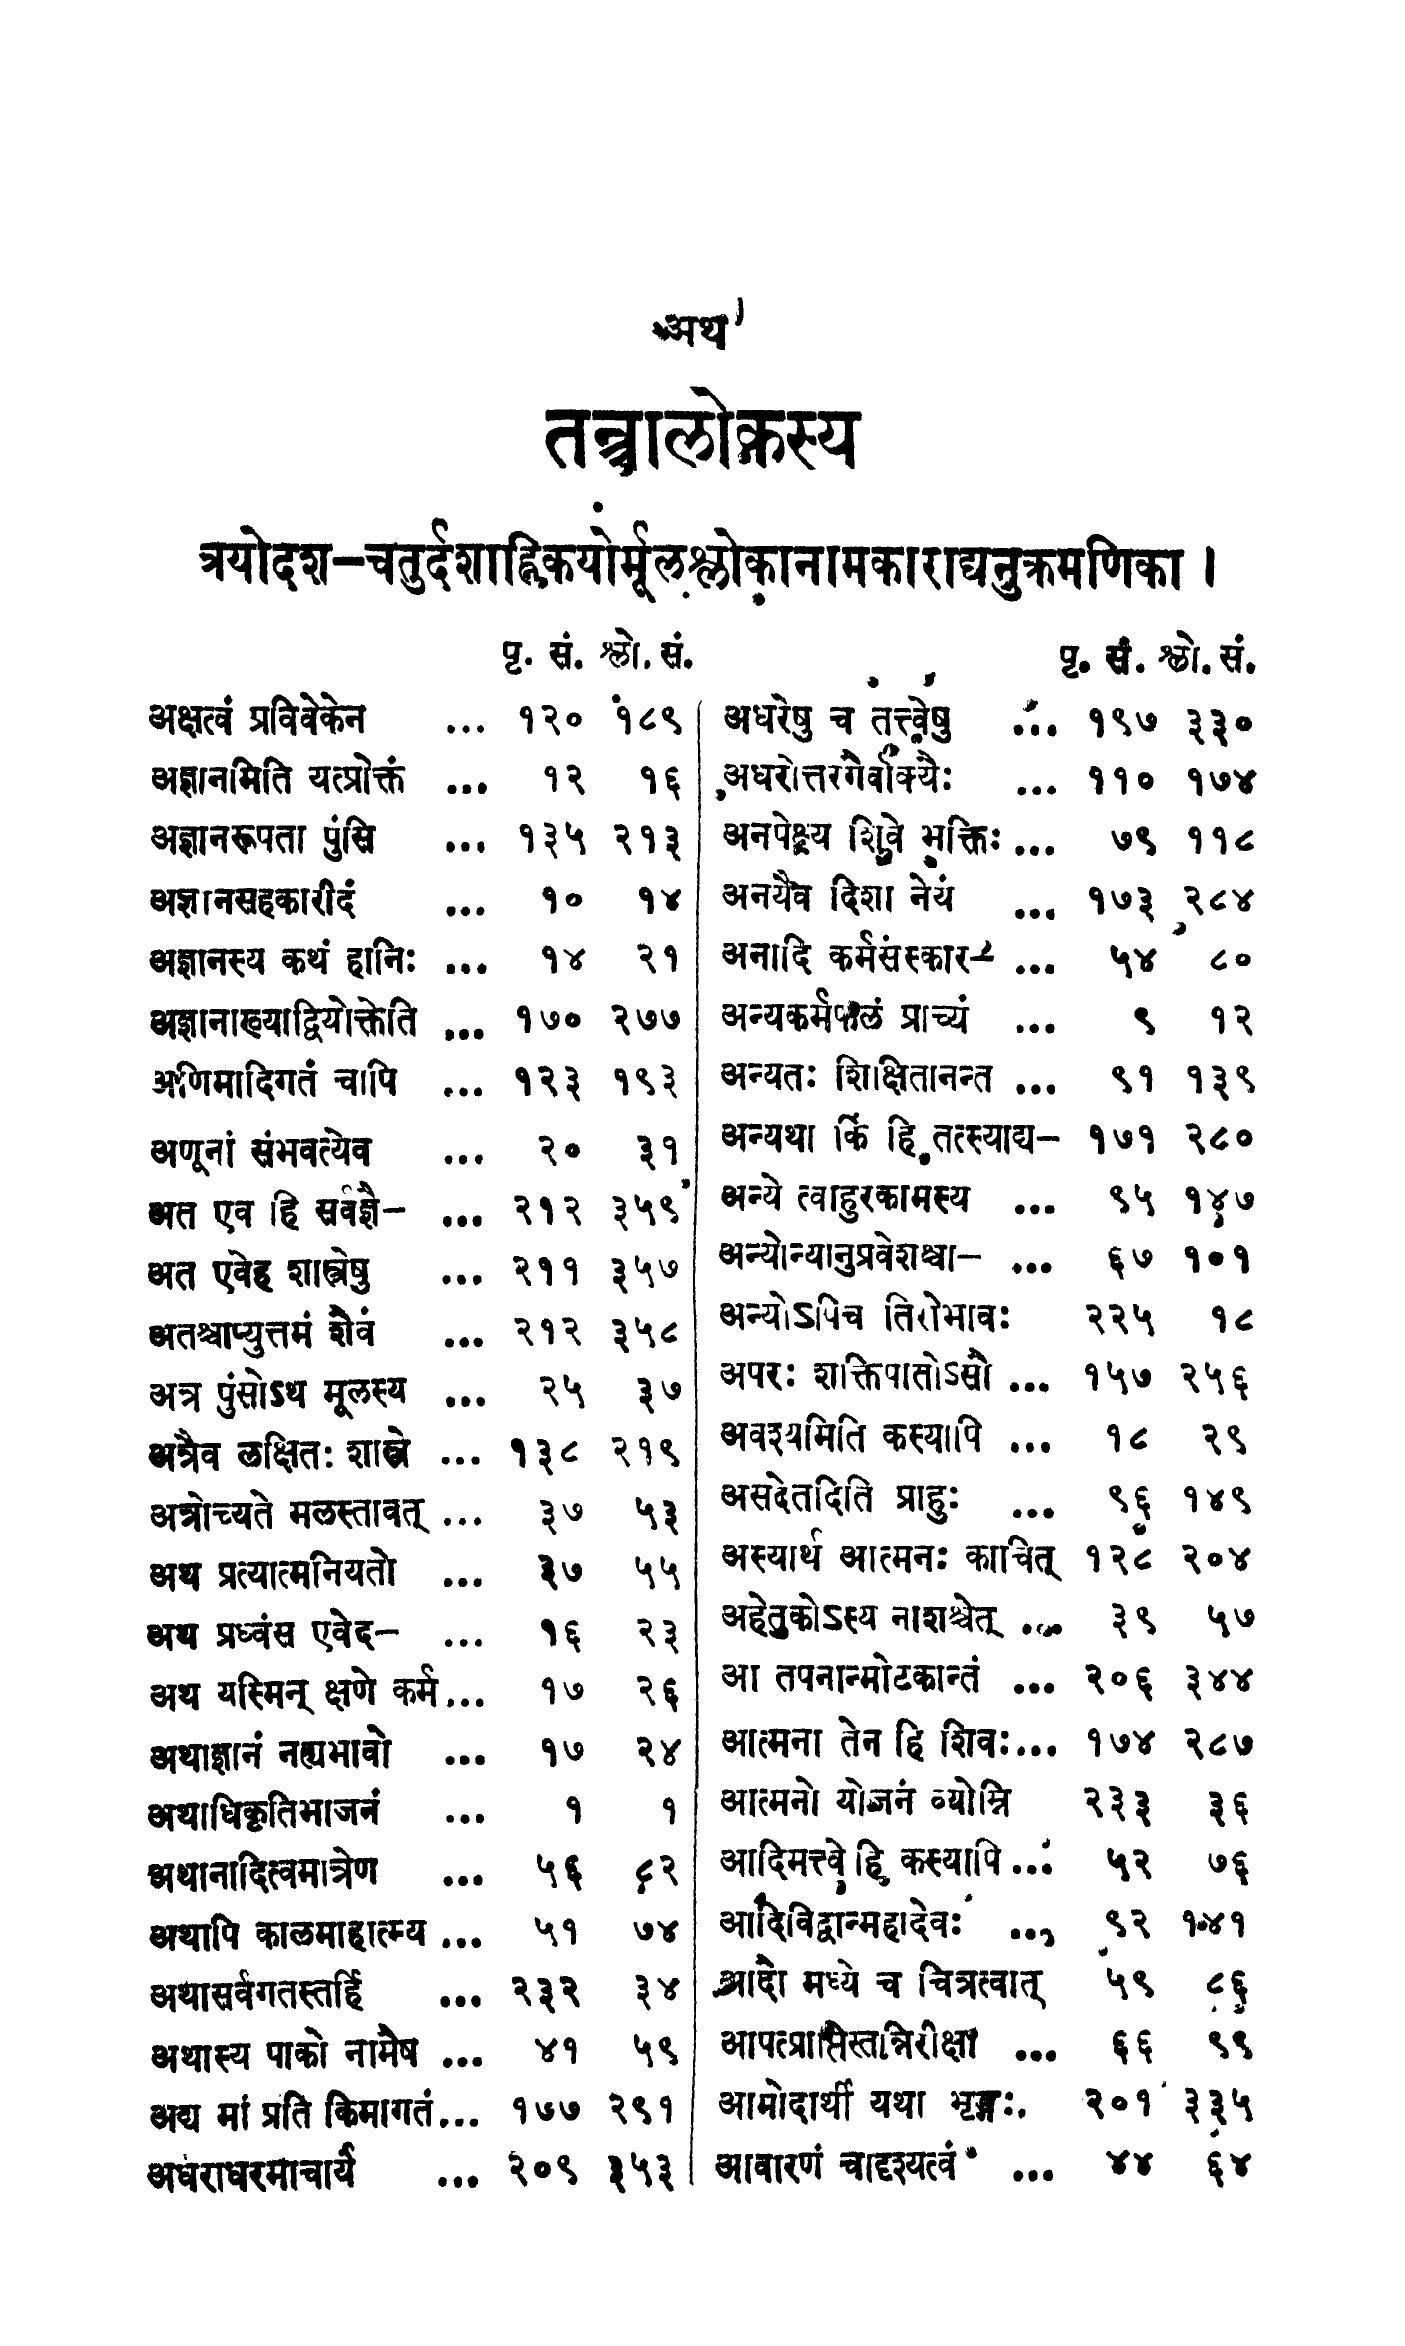 अथ
तन्त्रालोकस्य
त्रयोदश-चतुर्दशाह्निकयोर्मूलश्लोकानामकाराद्यनुक्रमणिका ।
पृ. सं. श्लो. सं.
अक्षत्वं प्रविवेकेन ... १२० १८९
अज्ञानमिति यत्प्रोक्तं ... १२ १६
अज्ञानरूपता पुंसि ... १३५ २१३
अज्ञानसहकारीदं ... १० १४
अज्ञानस्य कथं हानिः ... १४ २१
अज्ञानाख्याद्वियोक्तेति ... १७० २७७
अणिमादिगतं चापि ... १२३ १९३
अणूनां संभवत्येव ... २० ३१
अत एव हि सर्वज्ञै- ... २१२ ३५९
अत एवेह शास्त्रेषु ... २११ ३५७
अतश्चाप्युत्तमं शैवं ... २१२ ३५८
अत्र पुंसोऽथ मूलस्य ... २५ ३७
अत्रैव लक्षितः शास्त्रे ... १३८ २१९
अत्रोच्यते मलस्तावत् ... ३७ ५३
अथ प्रत्यात्मनियतो ... ३७ ५५
अथ प्रध्वंस एवेद- ... १६ २३
अथ यस्मिन् क्षणे कर्म ... १७ २६
अथाज्ञानं नह्यभावो ... १७ २४
अथाधिकृतिभाजनं ... १ १
अथानादित्वमात्रेण ... ५६ ८२
अथापि कालमाहात्म्य ... ५१ ७४
अथासर्वगतस्तर्हि ... २३२ ३४
अथास्य पाको नामैष ... ४१ ५९
अद्य मां प्रति किमागतं... १७७ २९१
अधराधरमाचार्यं ... २०९ ३५३
पृ. सं. श्लो. सं.
अधरेषु च तत्त्वेषु ... १९७ ३३०
अधरोत्तरगैर्वाक्यैः ... ११० १७४
अनपेक्ष्य शिवे भक्तिः ... ७९ ११८
अनयैव दिशा नेयं ... १७३ २८४
अनादि कर्मसंस्कार- ... ५४ ८०
अन्यकर्मफलं प्राच्यं ... ९ १२
अन्यतः शिक्षितानन्त ... ९१ १३९
अन्यथा किं हि तत्स्याद्य- १७१ २८०
अन्ये त्वाहुरकामस्य ... ९५ १४७
अन्योन्यानुप्रवेशश्चा- ... ६७ १०१
अन्योऽपिच तिरोभावः २२५ १८
अपरः शक्तिपातोऽसौ ... १५७ २५६
अवश्यमिति कस्यापि ... १८ २९
असदेतदिति प्राहुः ... ९६ १४९
अस्यार्थ आत्मनः काचित् १२८ २०४
अहेतुकोऽस्य नाशश्चेत् ... ३९ ५७
आ तपनान्मोटकान्तं ... २०६ ३४४
आत्मना तेन हि शिवः... १७४ २८७
आत्मनो योजनं व्योम्नि २३३ ३६
आदिमत्त्वे हि कस्यापि ... ५२ ७६
आदिविद्वान्महादेवः ... ९२ १४१
आदौ मध्ये च चित्रत्वात् ५९ ८६
आपत्प्राप्तिस्तन्निरीक्षा ... ६६ ९९
आमोदार्थी यथा भृङ्गः. २०१ ३३५
आवारणं चादृश्यत्वं ... ४४ ६४